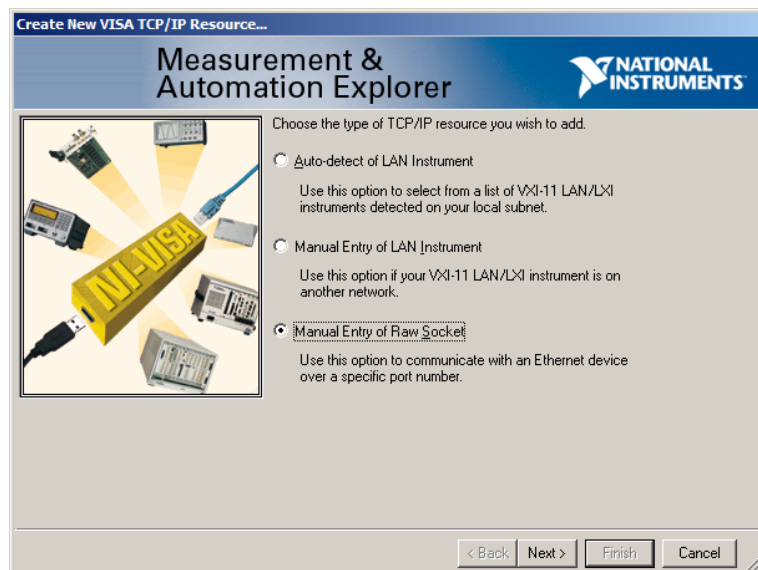 Create New VISA TCP/IP Resource...
Measurement &
Automation Explorer
NATIONAL
INSTRUMENTS
NI-VISA
Choose the type of TCP/IP resource you wish to add.
Auto-detect of LAN Instrument
Use this option to select from a list of VXI-11 LAN/LXI
instruments detected on your local subnet.
Manual Entry of LAN Instrument
Use this option if your VXI-11 LAN/LXI instrument is on
another network.
Manual Entry of Raw Socket
Use this option to communicate with an Ethernet device
over a specific port number.
< Back
Next >
Finish
Cancel